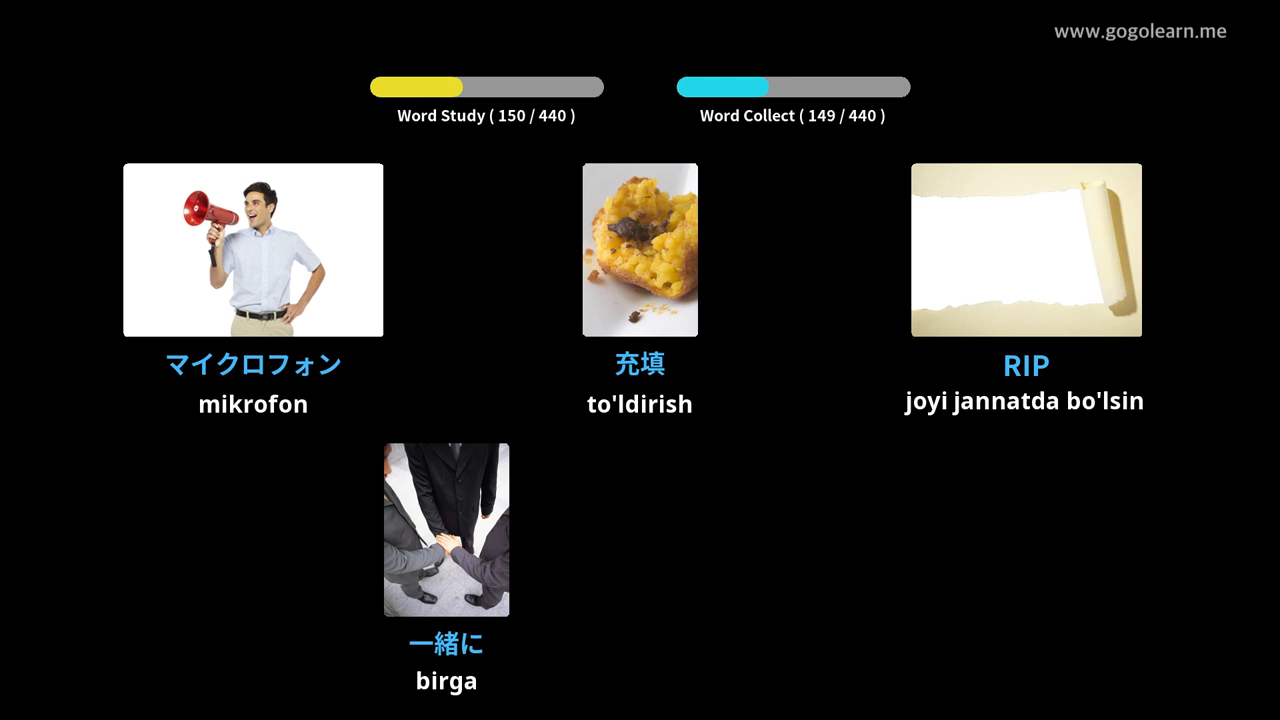 www.gogolearn.me
Word Study ( 150 / 440 )
Word Collect ( 149 / 440 )
マイクロフォン
mikrofon
充填
to'ldirish
RIP
joyi jannatda bo'lsin
一緒に
birga